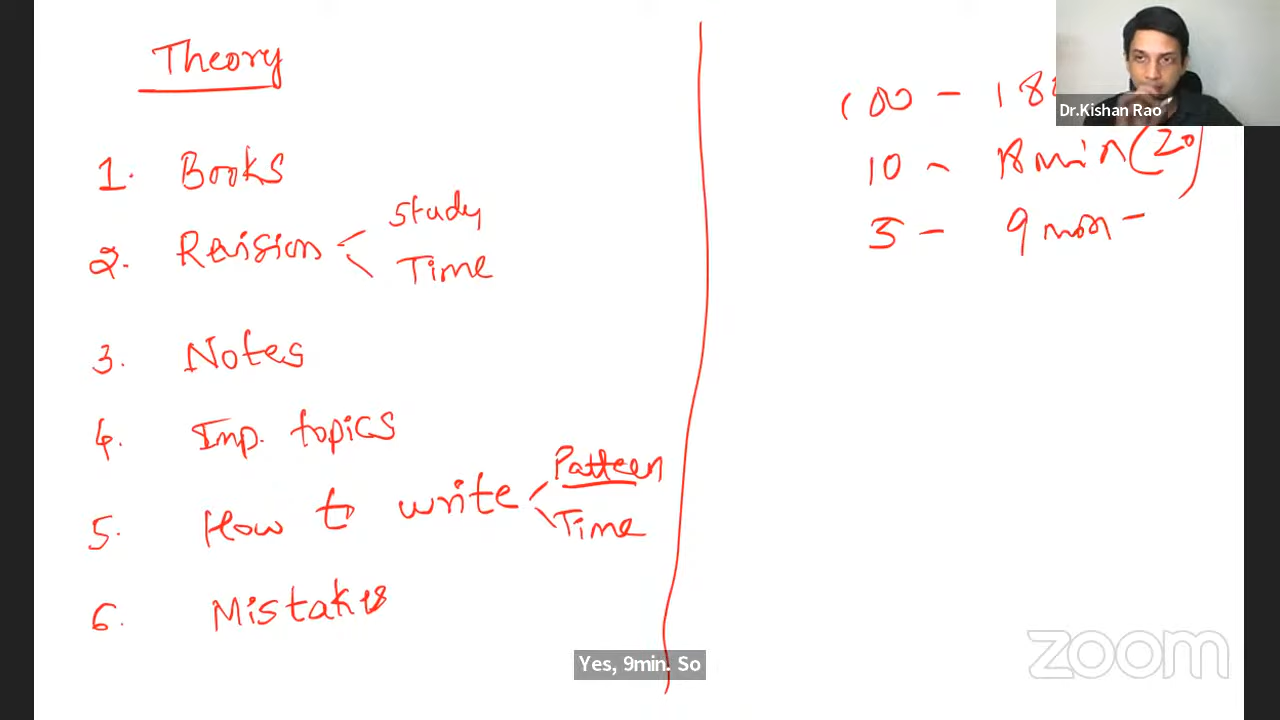 Theory
1. Books
2. Revision < Study
Time
3. Notes
4. Imp. topics
5. How to write < Pattern
Time
6. Mistakes
100 - 18
10 - 18min (20)
5 - 9 min -
Dr.Kishan Rao
Yes, 9min. So
zoom